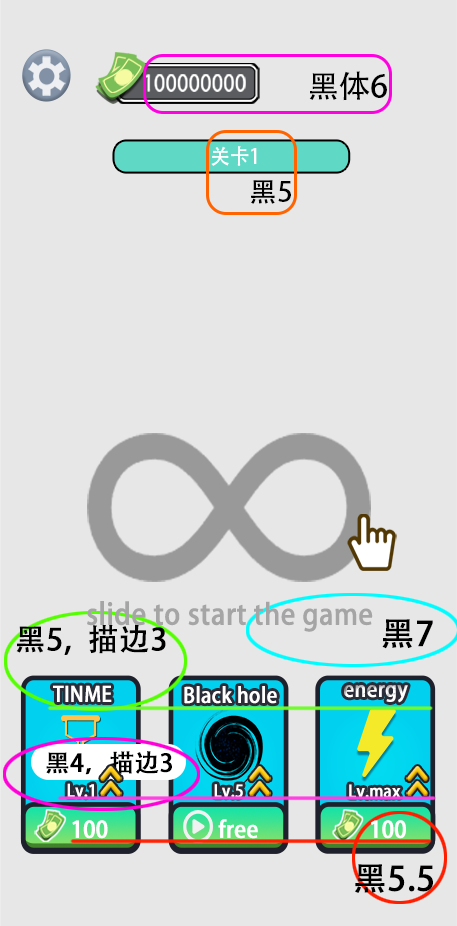 100000000
黑体6
关卡1
黑5
slide to start the game
黑5, 描边3
黑7
TINME
Black hole
energy
黑4, 描边3
Lv.1
Lv.5
Lv.max
100
free
100
黑5.5